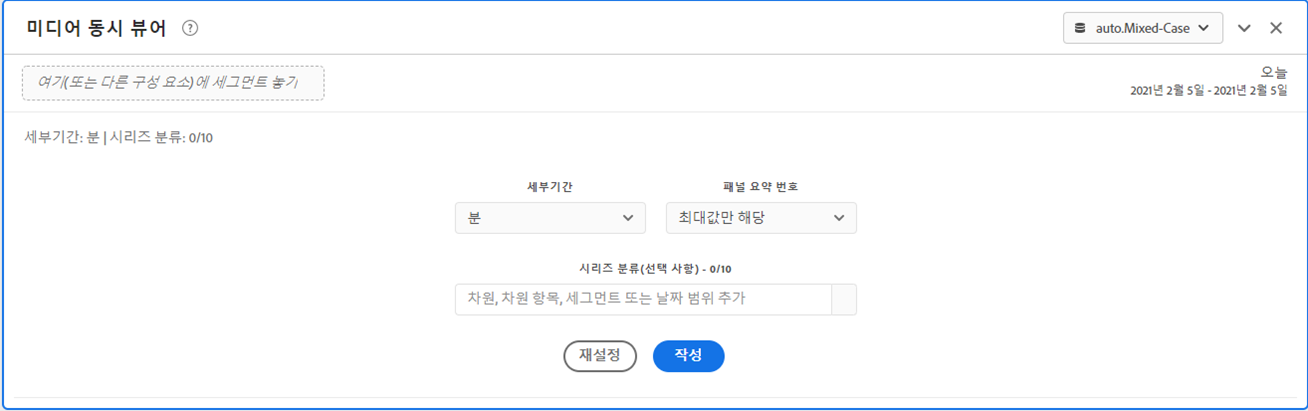 미디어 동시 뷰어 ?
auto.Mixed-Case
여기(또는 다른 구성 요소)에 세그먼트 놓기
오늘
2021년 2월 5일 - 2021년 2월 5일
세부기간: 분 | 시리즈 분류: 0/10
세부기간
패널 요약 번호
분
최대값만 해당
시리즈 분류(선택 사항) - 0/10
차원, 차원 항목, 세그먼트 또는 날짜 범위 추가
재설정
작성